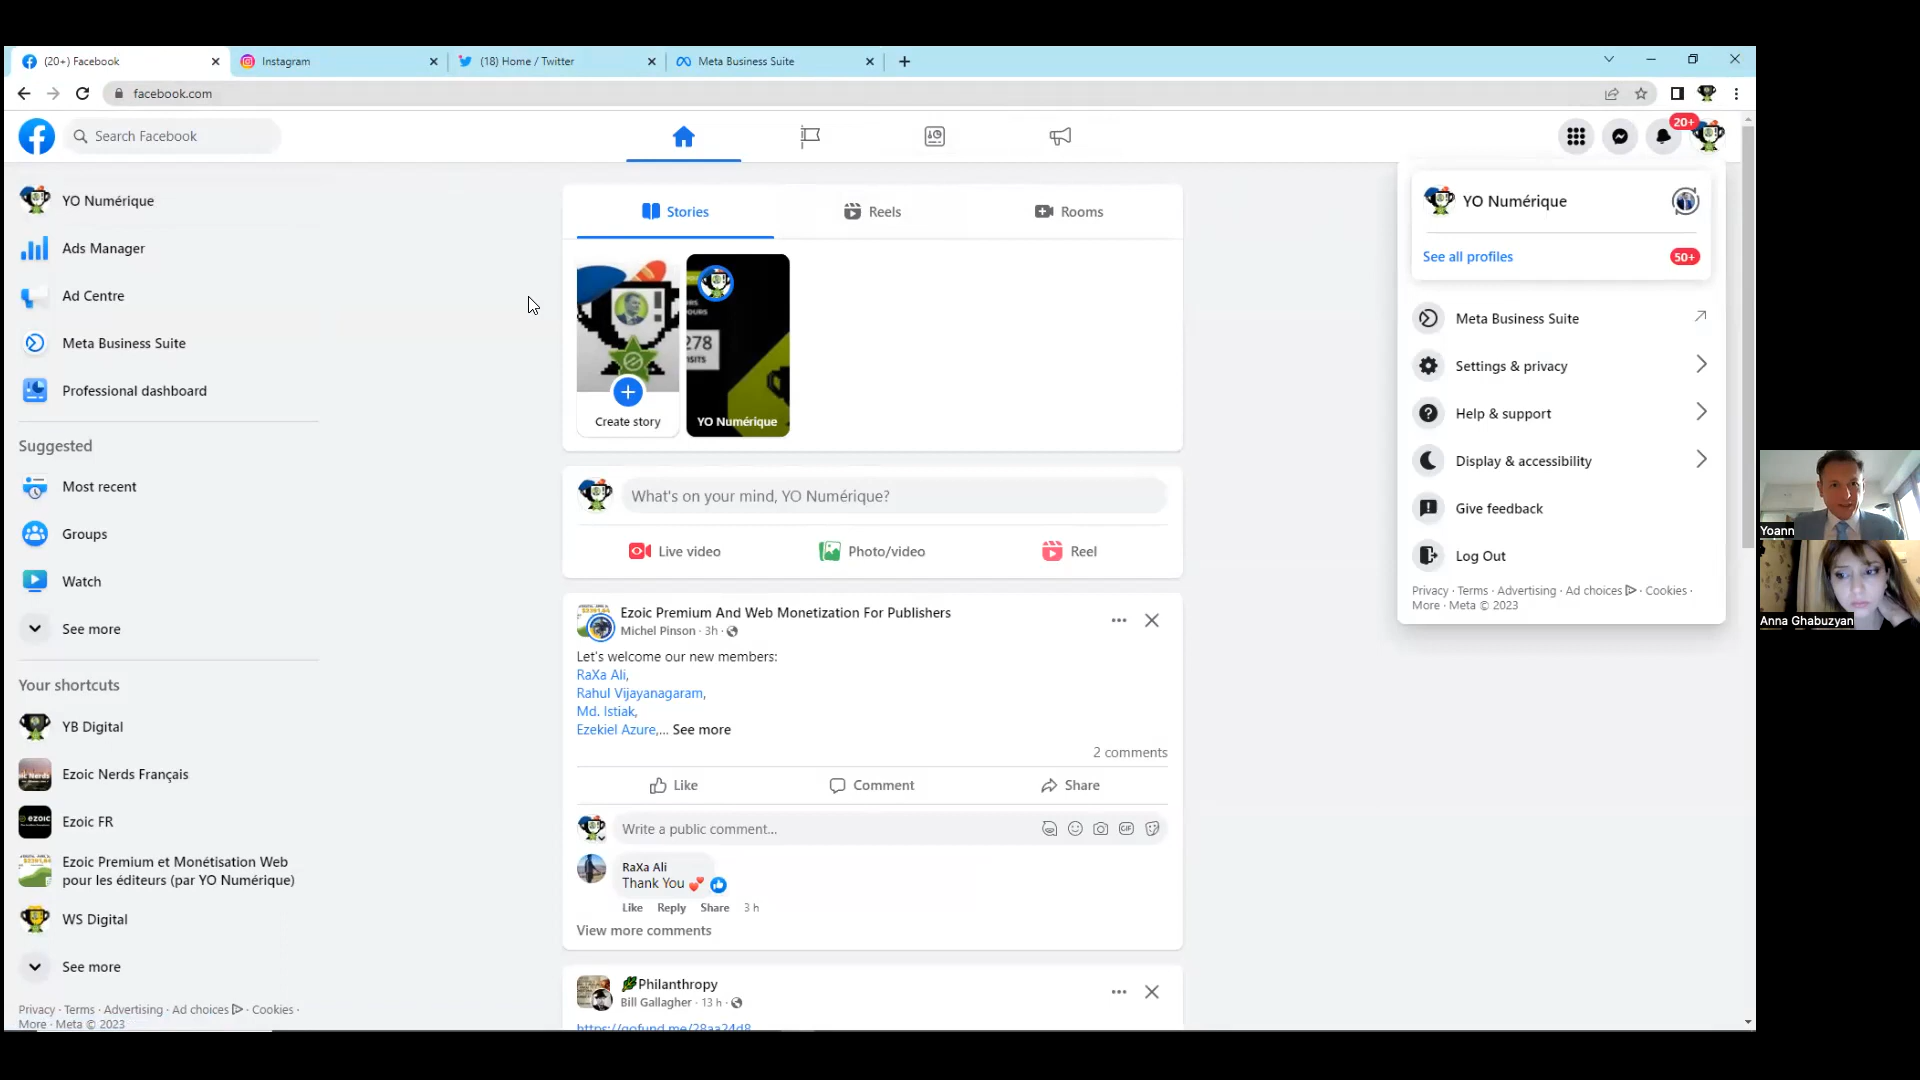 (20+) Facebook
Instagram
(18) Home / Twitter
Meta Business Suite
facebook.com
Search Facebook
20+
YO Numérique
Ads Manager
Ad Centre
Meta Business Suite
Professional dashboard
Suggested
Most recent
Groups
Watch
See more
Your shortcuts
YB Digital
Ezoic Nerds Français
Ezoic FR
Ezoic Premium et Monétisation Web
pour les éditeurs (par YO Numérique)
WS Digital
See more
Privacy · Terms · Advertising · Ad choices · Cookies ·
More · Meta © 2023
Stories
Reels
Rooms
278
Create story
YO Numérique
What's on your mind, YO Numérique?
Live video
Photo/video
Reel
Ezoic Premium And Web Monetization For Publishers
Michel Pinson · 3h ·
Let's welcome our new members:
RaXa Ali,
Rahul Vijayanagaram,
Md. Istiak,
Ezekiel Azure,... See more
2 comments
Like
Comment
Share
Write a public comment...
GIF
RaXa Ali
Thank You 💕
Like Reply Share 3 h
View more comments
Philanthropy
Bill Gallagher · 13 h ·
https://gofund.me/28aa24d8
YO Numérique
See all profiles
50+
Meta Business Suite
Settings & privacy
Help & support
Display & accessibility
Give feedback
Log Out
Privacy · Terms · Advertising · Ad choices · Cookies ·
More · Meta © 2023
Yoann
Anna Ghabuzyan